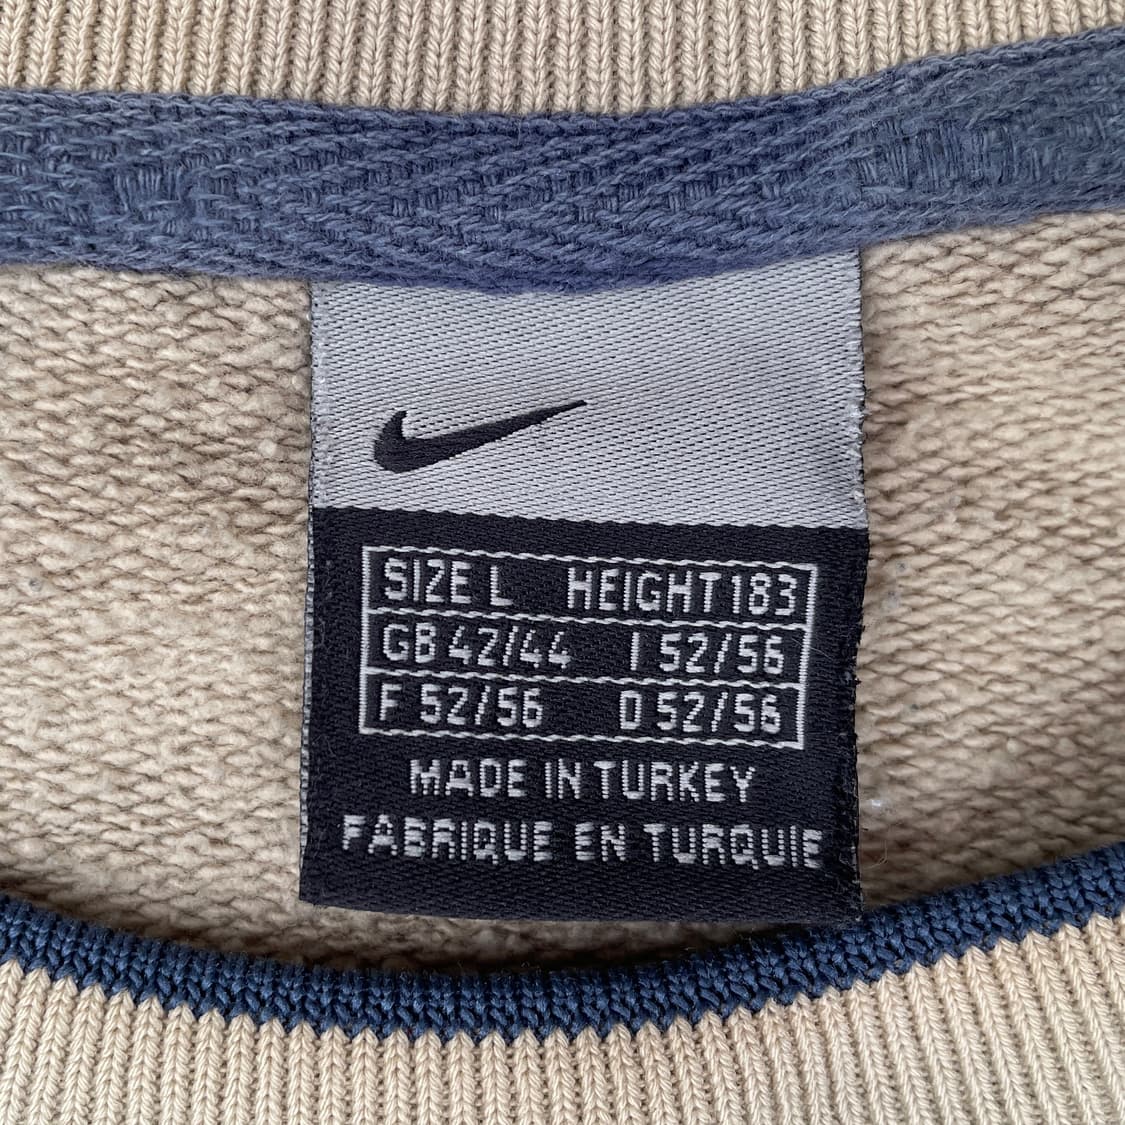 SIZE L HEIGHT 183
GB 42/44 I 52/56
F 52/56 D 52/56
MADE IN TURKEY
FABRIQUE EN TURQUIE